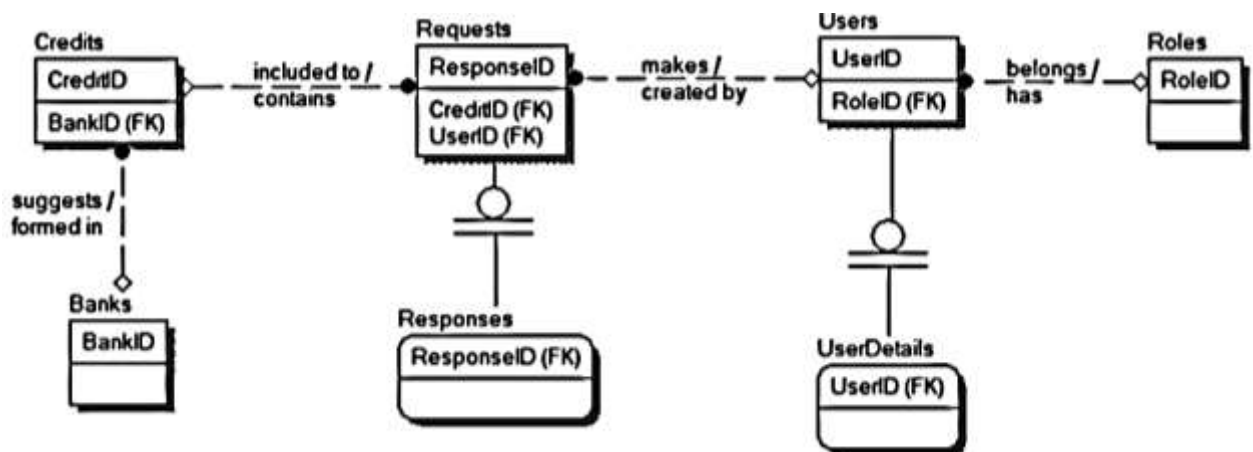 Credits
CreditID
BankID (FK)
included to /
contains
Requests
ResponseID
CreditID (FK)
UserID (FK)
makes /
created by
Users
UserID
RoleID (FK)
belongs /
has
Roles
RoleID
suggests /
formed in
Banks
BankID
Responses
ResponseID (FK)
UserDetails
UserID (FK)